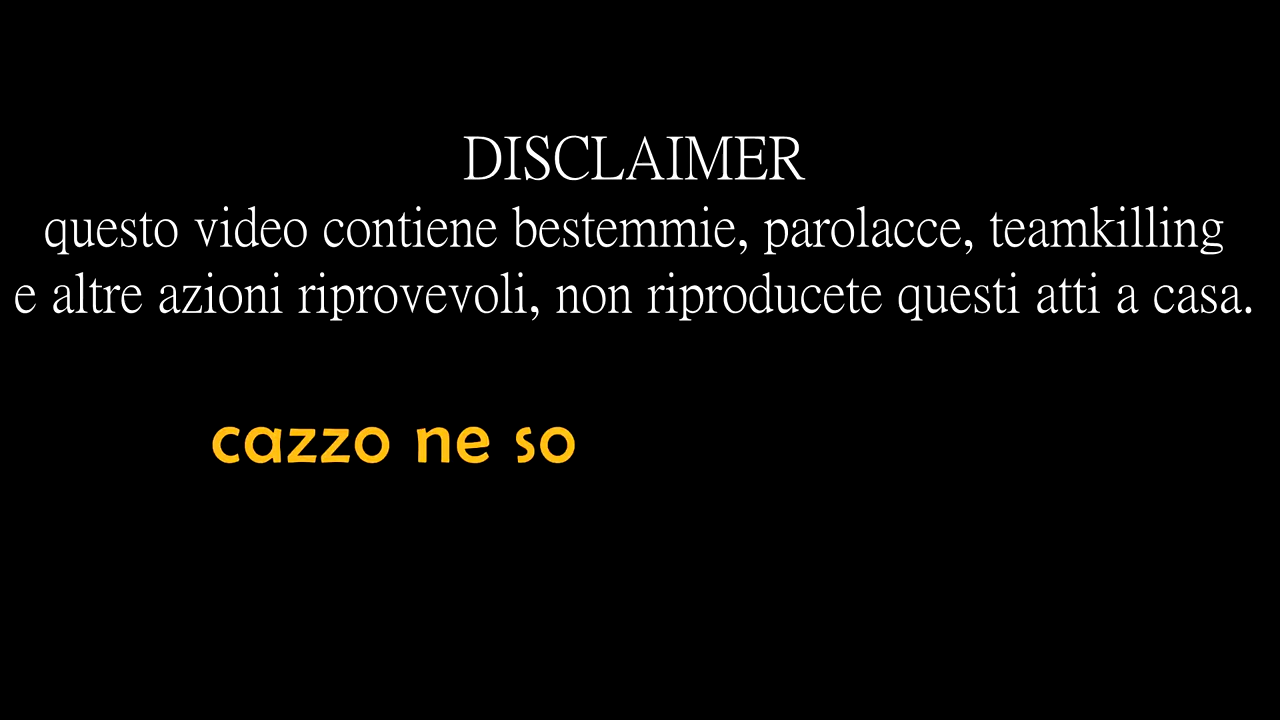 DISCLAIMER
questo video contiene bestemmie, parolacce, teamkilling
e altre azioni riprovevoli, non riproducete questi atti a casa.
cazzo ne so